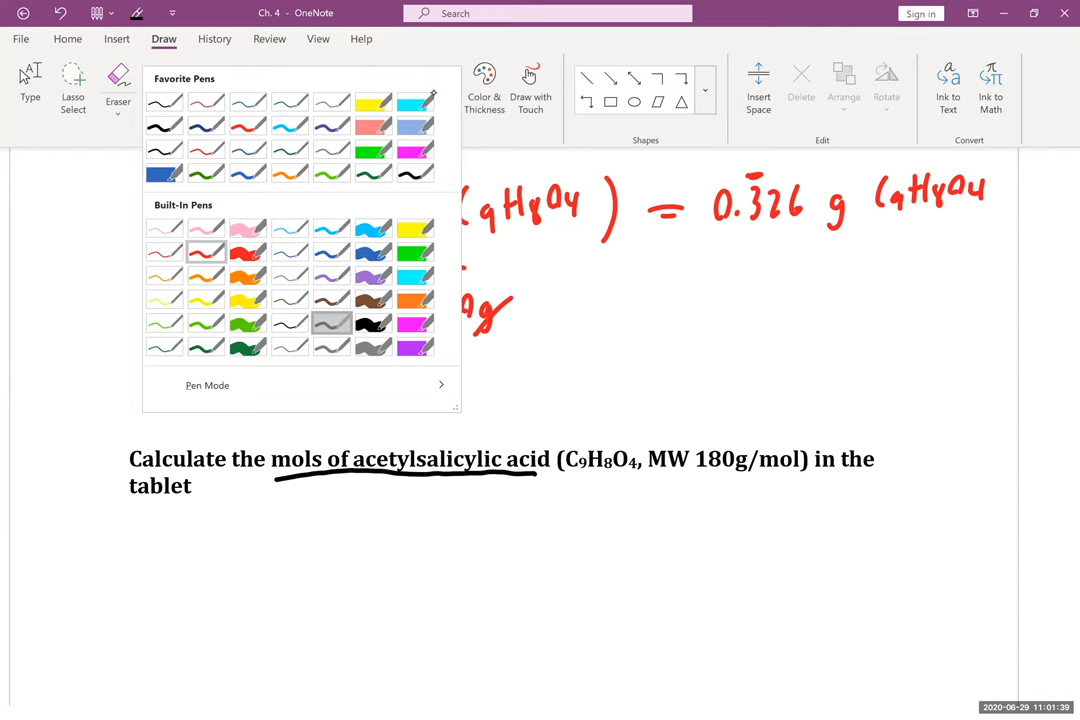 Ch. 4 - OneNote
Search
Sign in
File Home Insert Draw History Review View Help
Type
Lasso Select
Eraser
Favorite Pens
Built-In Pens
Pen Mode
Color & Thickness
Draw with Touch
Shapes
Insert Space
Delete
Arrange
Rotate
Edit
Ink to Text
Ink to Math
Convert
C9H8O4 ) = 0.326 g C9H8O4
Calculate the mols of acetylsalicylic acid (C₉H₈O₄, MW 180g/mol) in the
tablet
2020-06-29 11:01:39